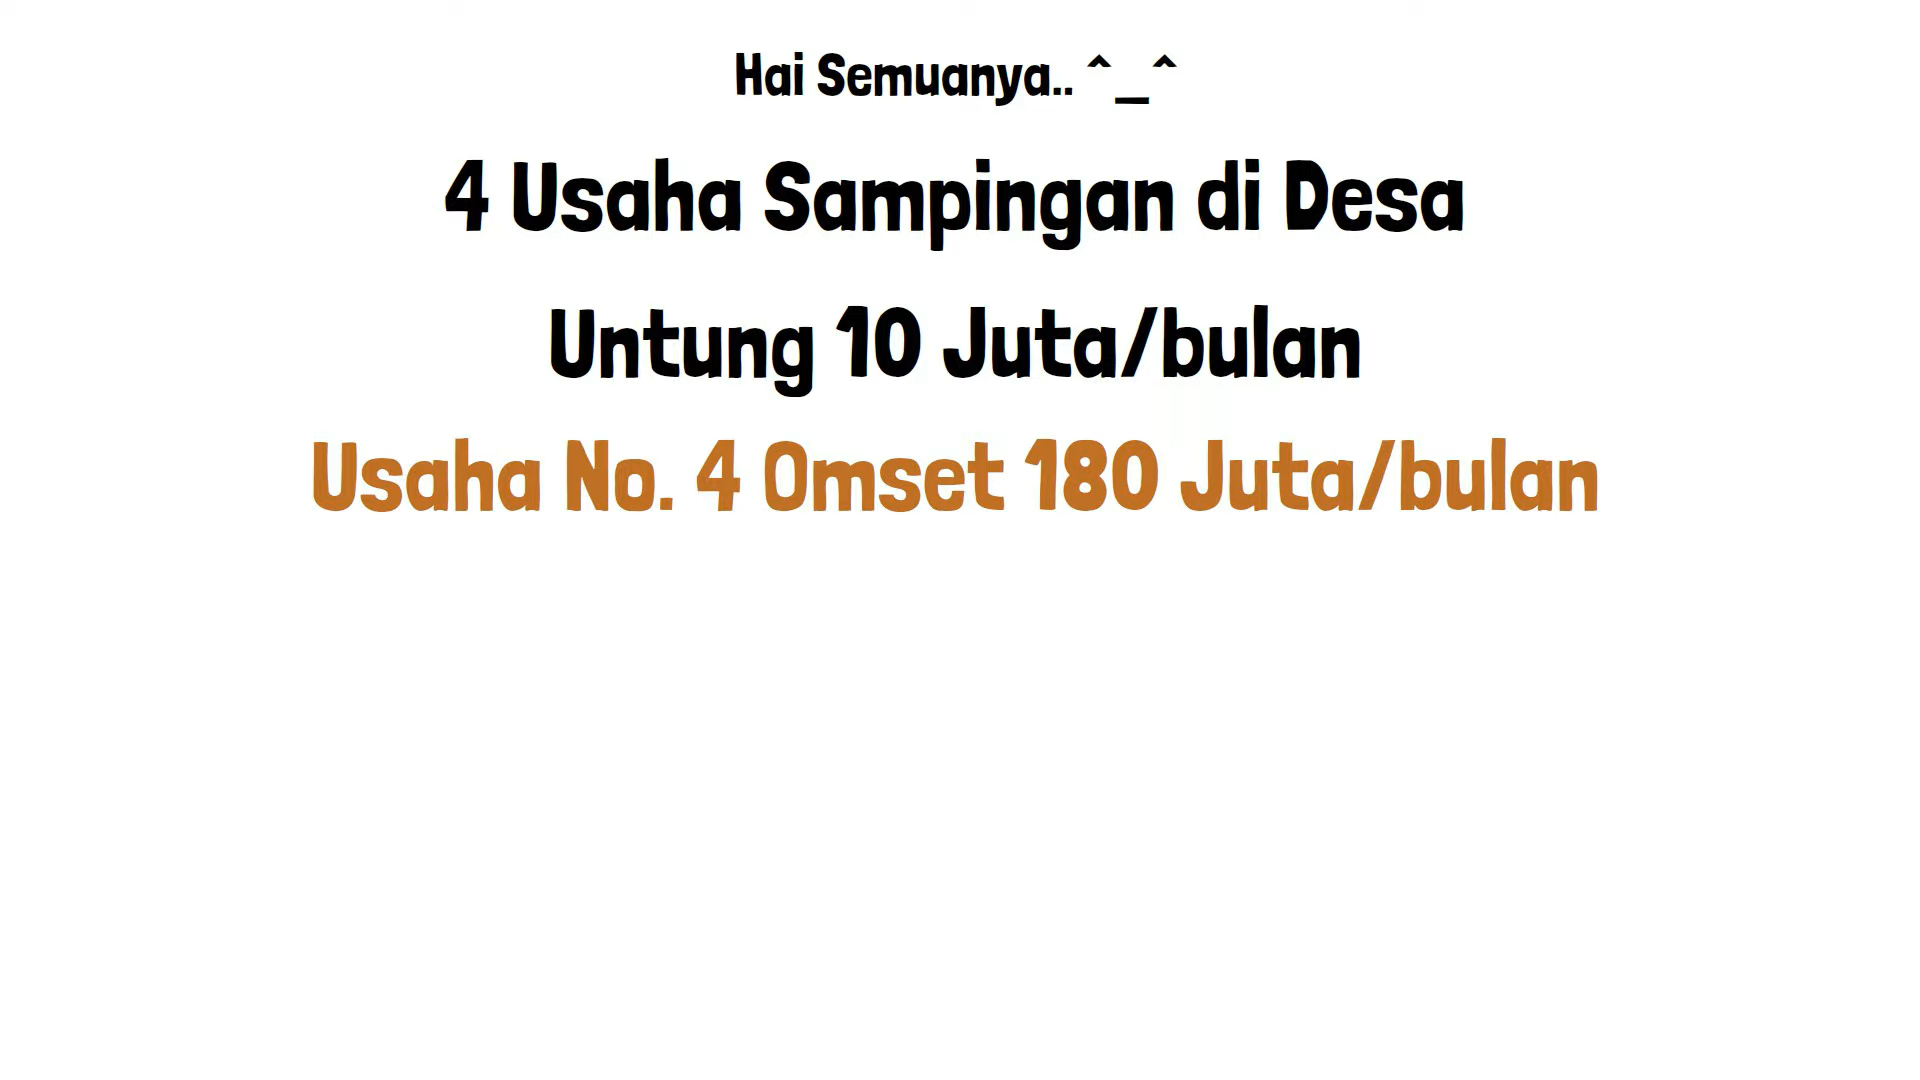 Hai Semuanya.. ^_^
4 Usaha Sampingan di Desa
Untung 10 Juta/bulan
Usaha No. 4 Omset 180 Juta/bulan